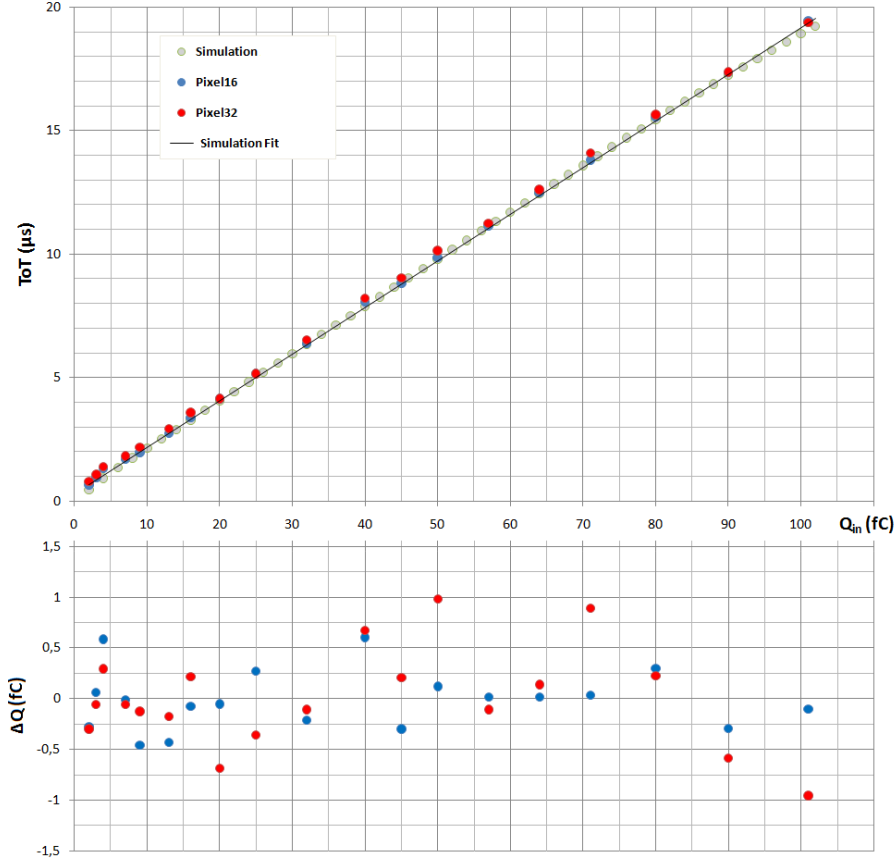 20
Simulation
Pixel16
Pixel32
Simulation Fit
15
ToT (μs)
10
5
0
0 10 20 30 40 50 60 70 80 90 100 Qin (fC)
1,5
1
0,5
ΔQ (fC)
0
-0,5
-1
-1,5